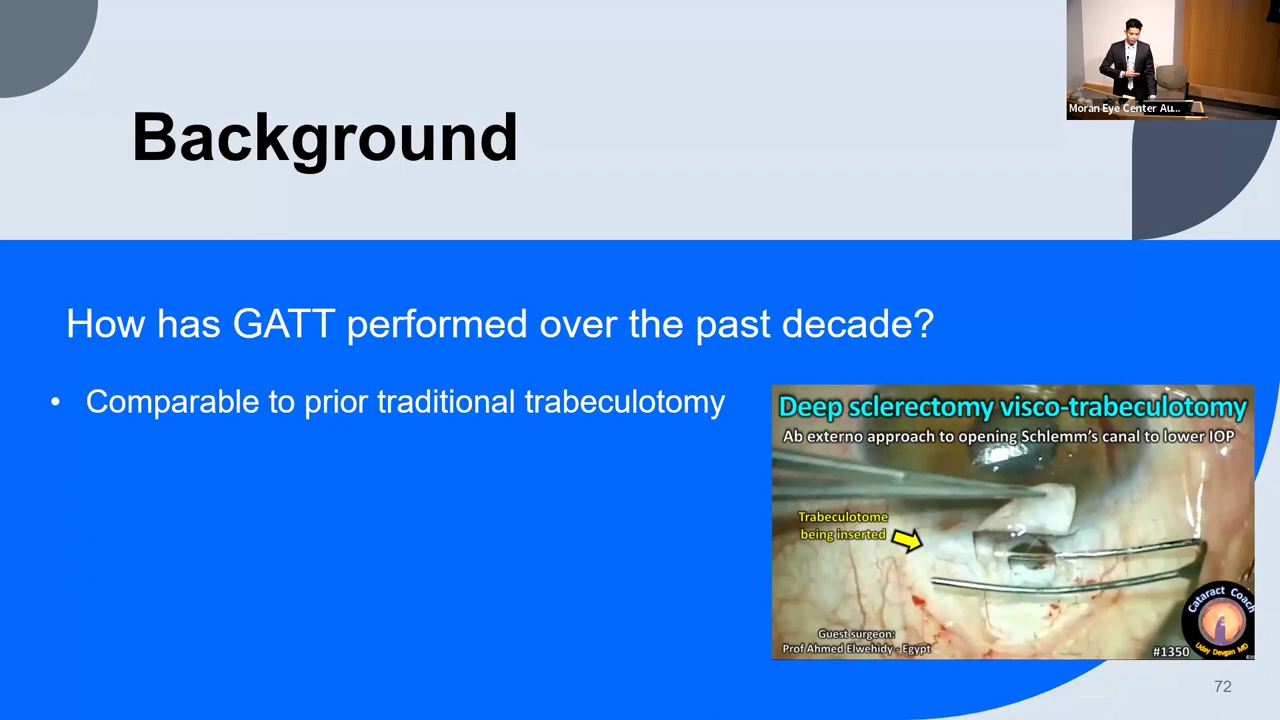 Moran Eye Center Au...
Background
How has GATT performed over the past decade?
• Comparable to prior traditional trabeculotomy
Deep sclerectomy visco-trabeculotomy
Ab externo approach to opening Schlemm's canal to lower IOP
Trabeculotome
being inserted
Cataract Coach
Uday Devgan MD
Guest surgeon:
Prof Ahmed Elwehidy - Egypt
#1350
72